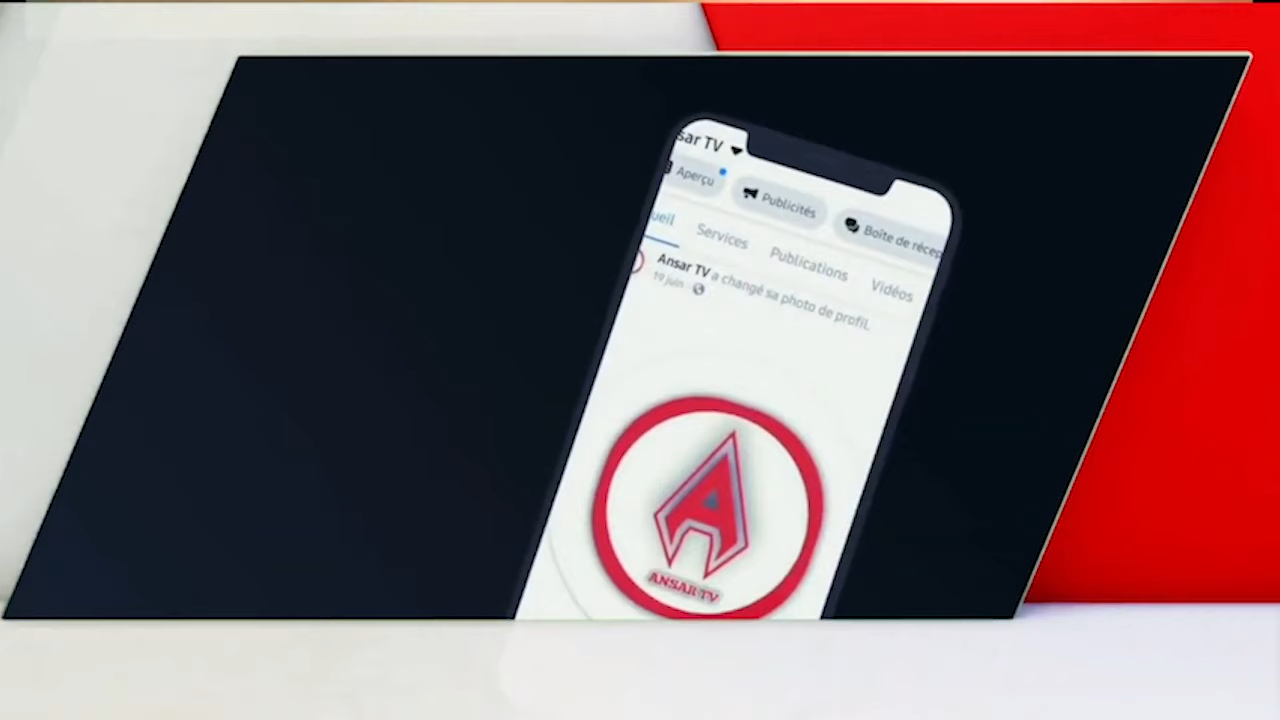 sar TV
Aperçu
Publicités
Boîte de récep
ueil
Services
Publications
Vidéos
Ansar TV a changé sa photo de profil.
19 juin
ANSAR TV